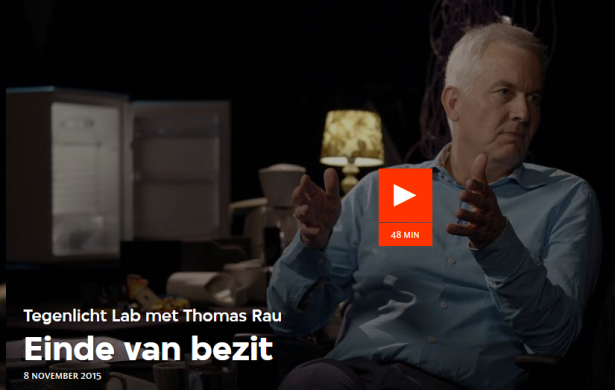 48 MIN
Tegenlicht Lab met Thomas Rau
Einde van bezit
8 NOVEMBER 2015